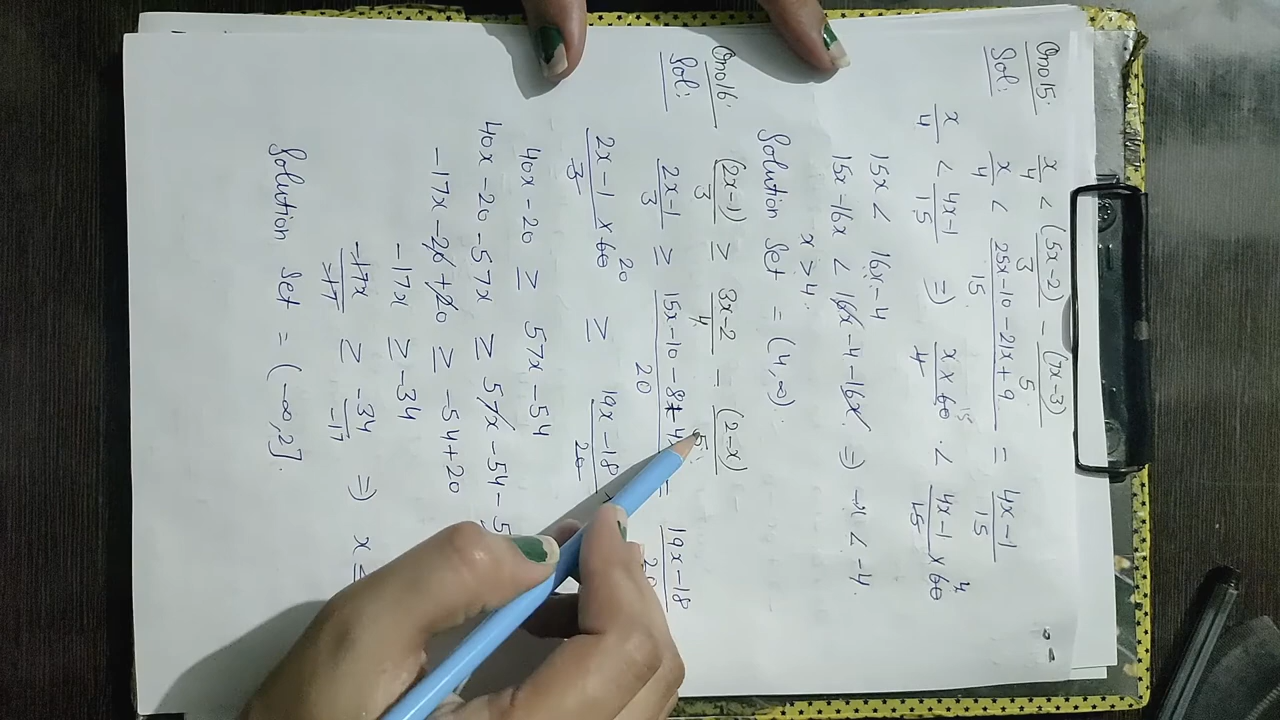 Qno15: x/4 < (5x-2)/3 - (7x-3)/5
Sol: x/4 < 25x-10-21x+9/15 = 4x-1/15
x/4 < 4x-1/15 ⇒ x×60/4 15 < 4x-1/15 ×60 4
15x < 16x-4
15x-16x < 16x-4-16x ⇒ -x < -4.
x > 4.
Solution Set = (4,∞).
Qno16: (2x-1)/3 ≥ 3x-2/4 - (2-x)/5
Sol: 2x-1/3 ≥ 15x-10-8+4 = 19x-18/20
2x-1/3 ×60 20 ≥ 19x-18/20
40x-20 ≥ 57x-54
40x-20-57x ≥ 57x-54-5
-17x-20+20 ≥ -54+20
-17x ≥ -34
-17x/-17 ≥ -34/-17 ⇒ x
Solution Set = (-∞,2].